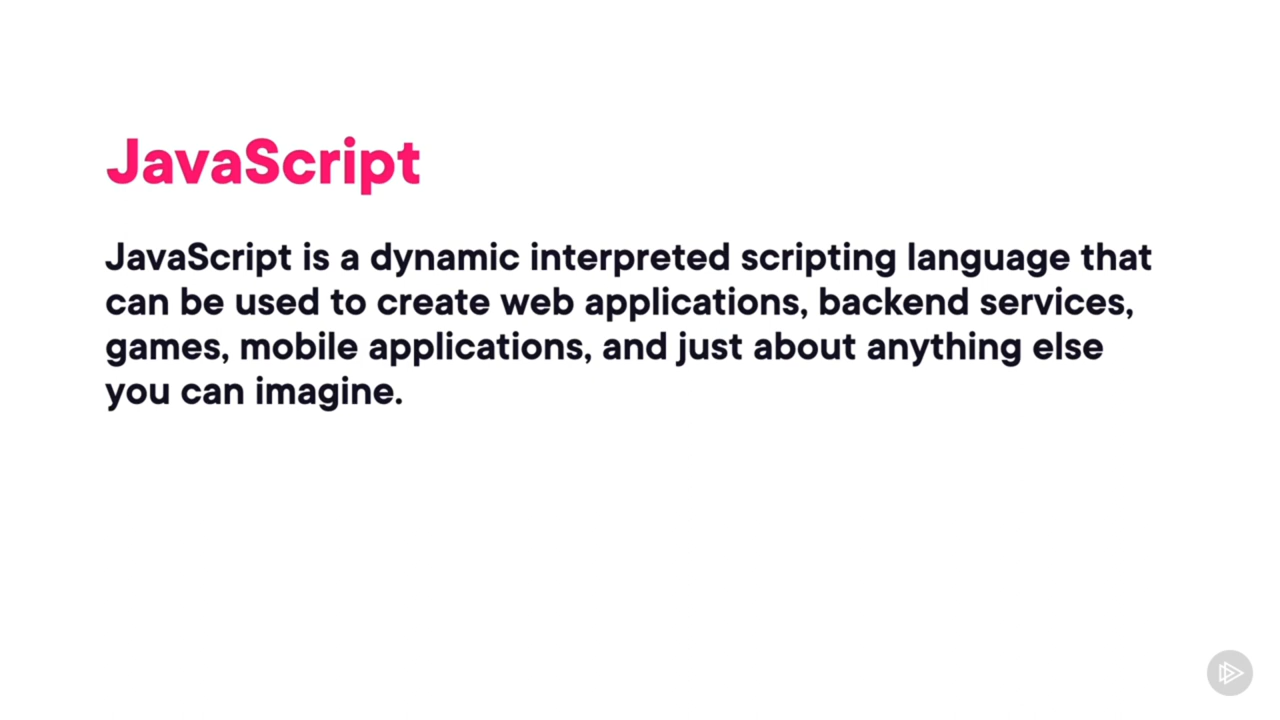 JavaScript
JavaScript is a dynamic interpreted scripting language that
can be used to create web applications, backend services,
games, mobile applications, and just about anything else
you can imagine.